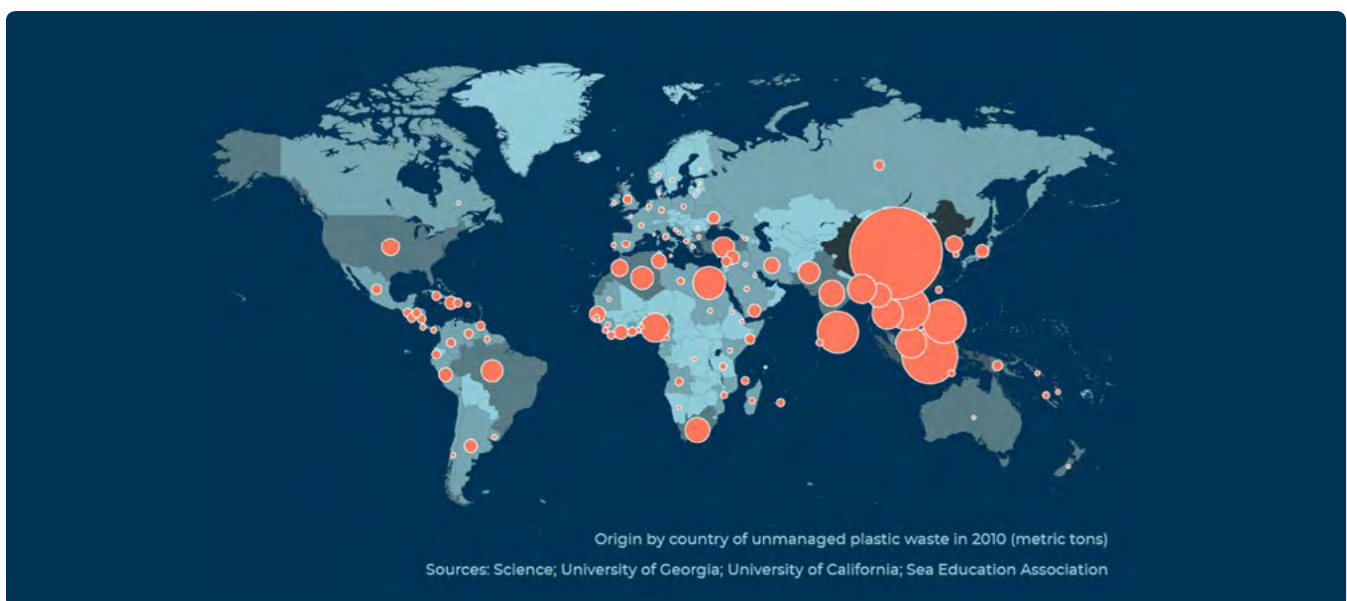 Origin by country of unmanaged plastic waste in 2010 (metric tons)
Sources: Science; University of Georgia; University of California; Sea Education Association